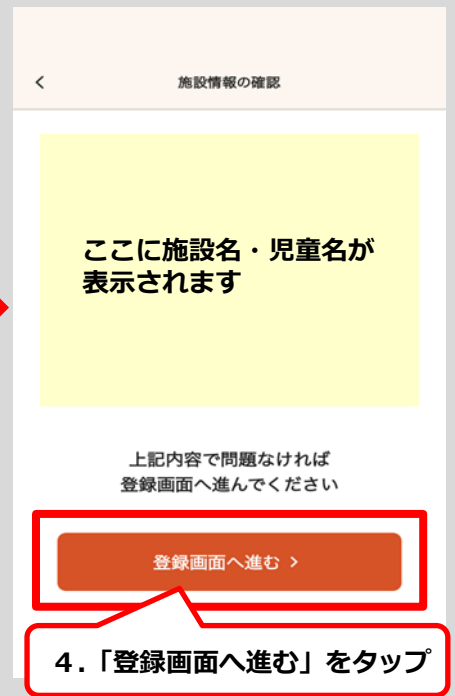 <
施設情報の確認
ここに施設名・児童名が
表示されます
上記内容で問題なければ
登録画面へ進んでください
登録画面へ進む >
４．「登録画面へ進む」をタップ